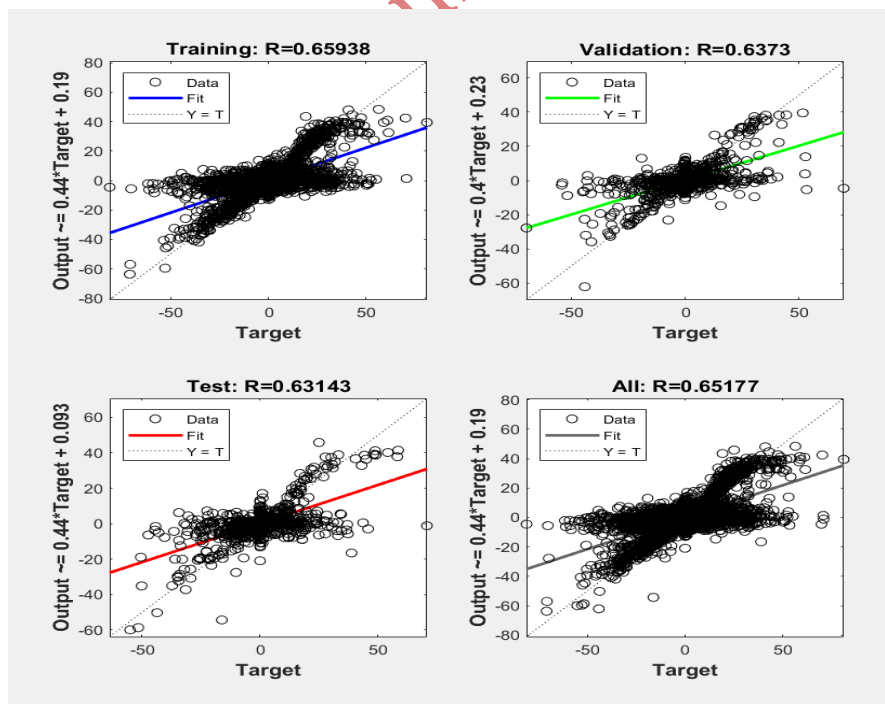 Training: R=0.65938
Output ~= 0.44*Target + 0.19
80
60
40
20
0
-20
-40
-60
-80
Data
Fit
Y = T
-50
0
50
Target
Validation: R=0.6373
Output ~= 0.4*Target + 0.23
60
40
20
0
-20
-40
-60
Data
Fit
Y = T
-50
0
50
Target
Test: R=0.63143
Output ~= 0.44*Target + 0.093
60
40
20
0
-20
-40
-60
Data
Fit
Y = T
-50
0
50
Target
All: R=0.65177
Output ~= 0.44*Target + 0.19
80
60
40
20
0
-20
-40
-60
-80
Data
Fit
Y = T
-50
0
50
Target